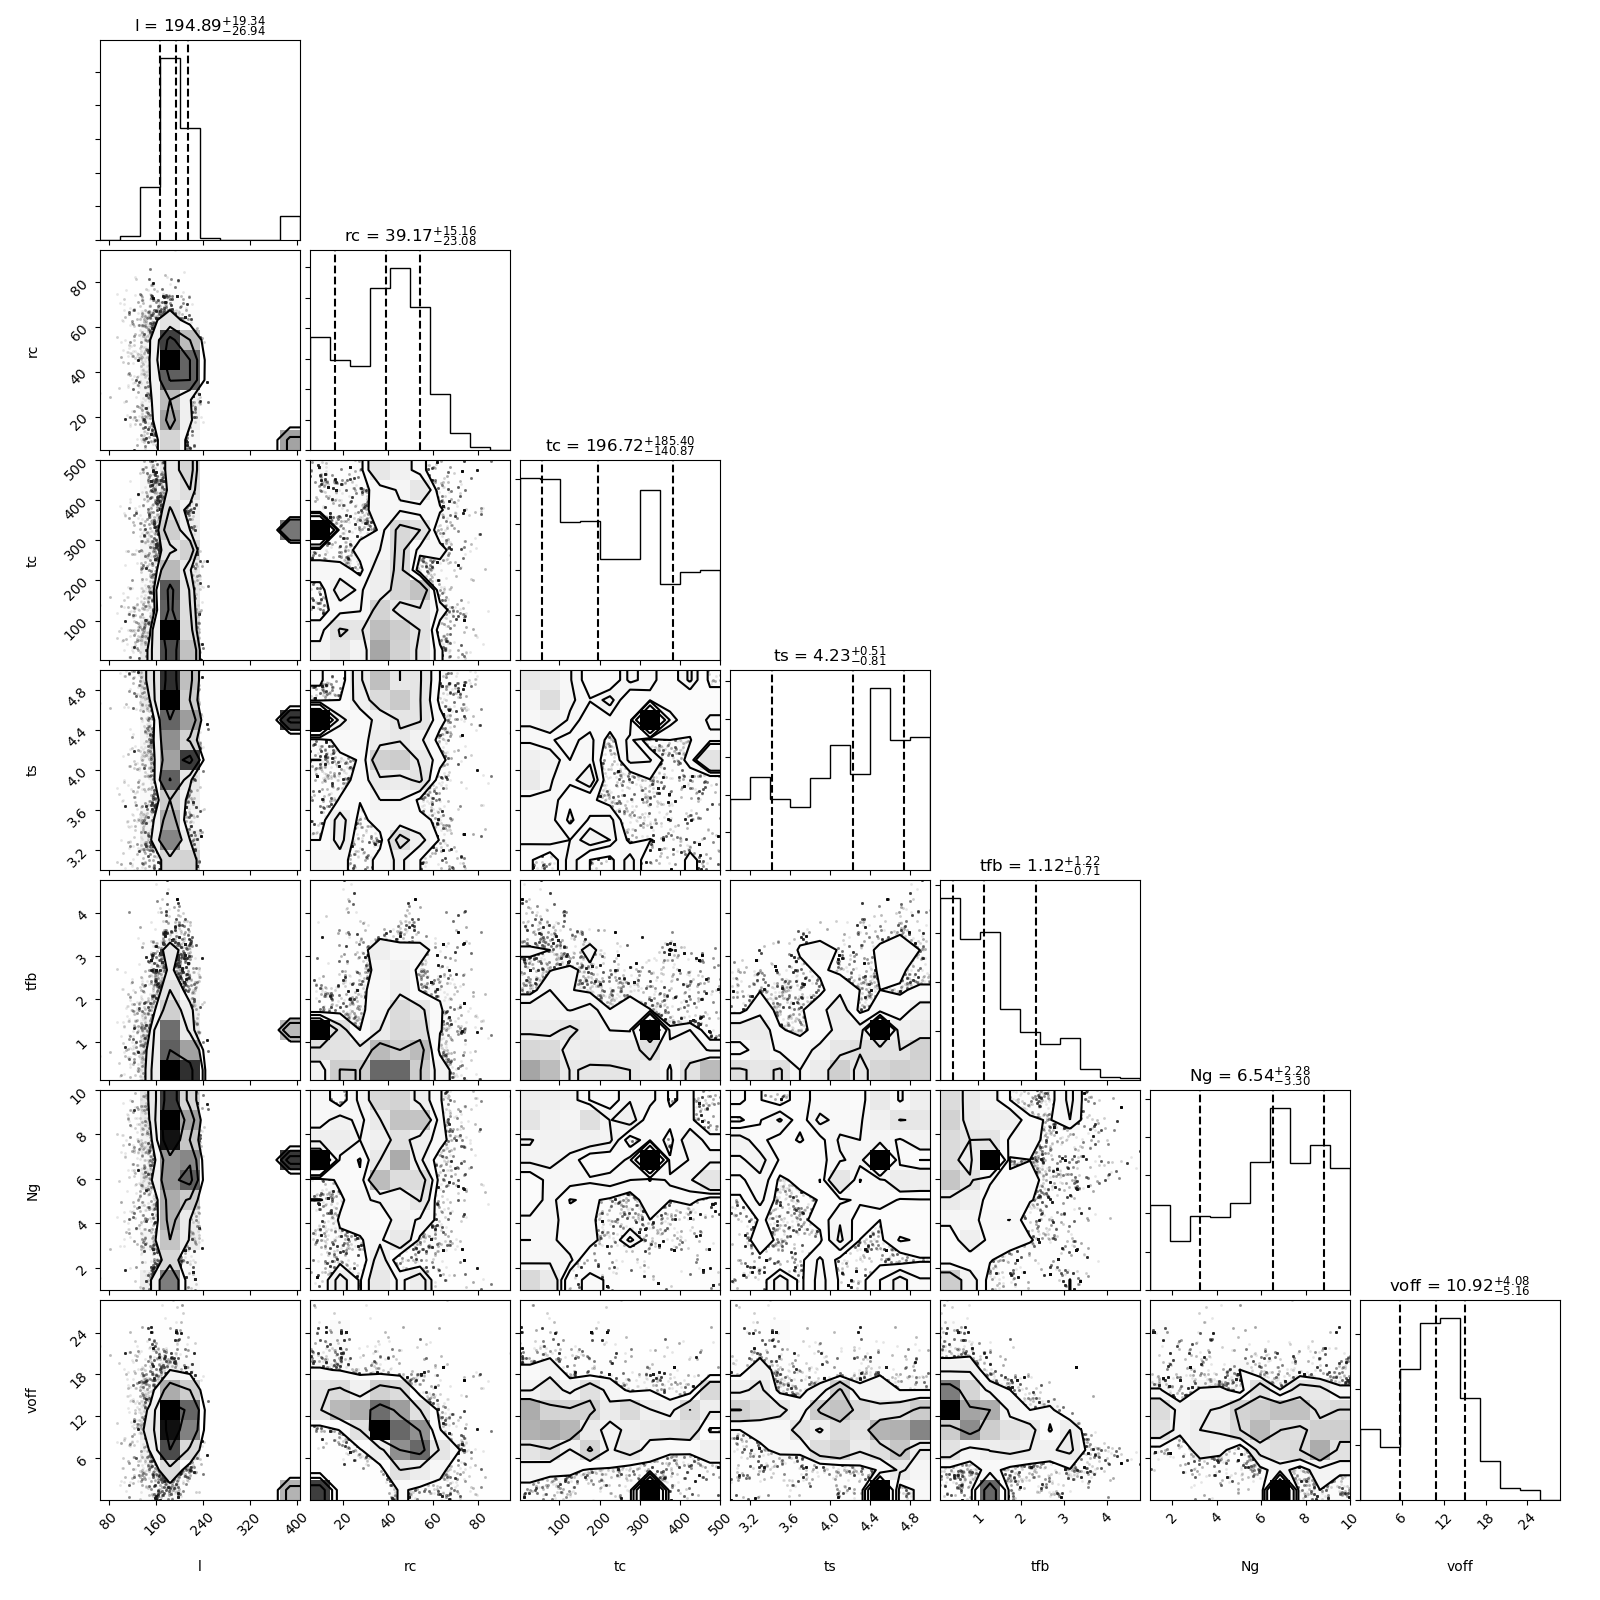 l = 194.89+19.34−26.94
rc = 39.17+15.16−23.08
80
60
40
20
rc
tc = 196.72+185.40−140.87
500
400
300
200
100
tc
ts = 4.23+0.51−0.81
4.8
4.4
4.0
3.6
3.2
ts
tfb = 1.12+1.22−0.71
4
3
2
1
tfb
Ng = 6.54+2.28−3.30
10
8
6
4
2
Ng
voff = 10.92+4.08−5.16
24
18
12
6
voff
80 160 240 320 400 20 40 60 80 100 200 300 400 500 3.2 3.6 4.0 4.4 4.8 1 2 3 4 2 4 6 8 10 6 12 18 24
l rc tc ts tfb Ng voff